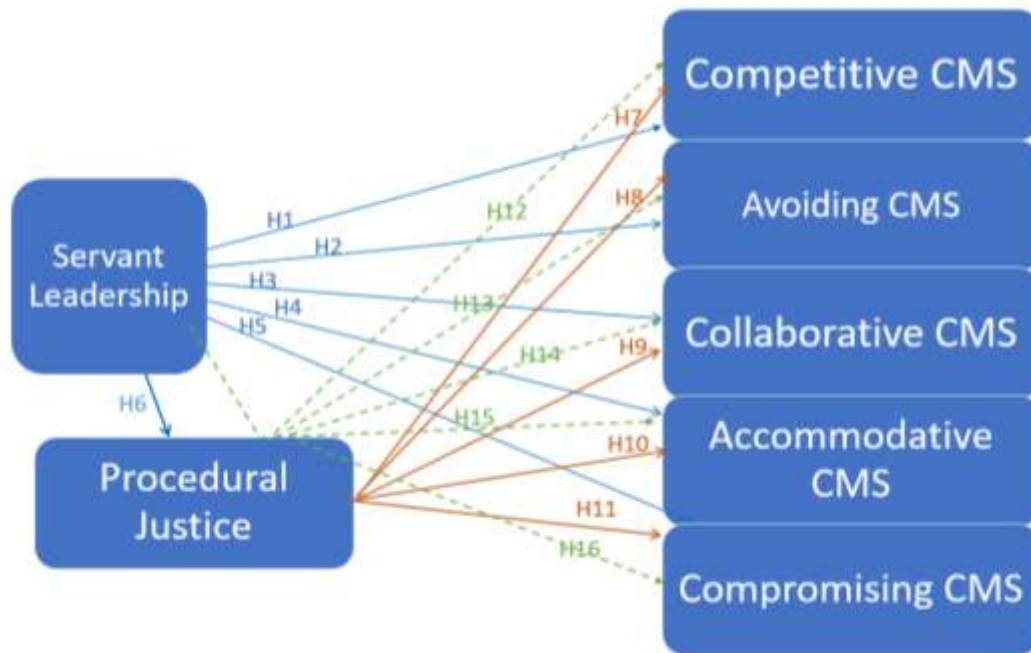 Competitive CMS
H7
H8
Avoiding CMS
H12
H1
H2
Servant
Leadership
H3
H4
H5
H13
H14
H9
Collaborative CMS
H6
H15
H10
Accommodative
CMS
Procedural
Justice
H11
H16
Compromising CMS